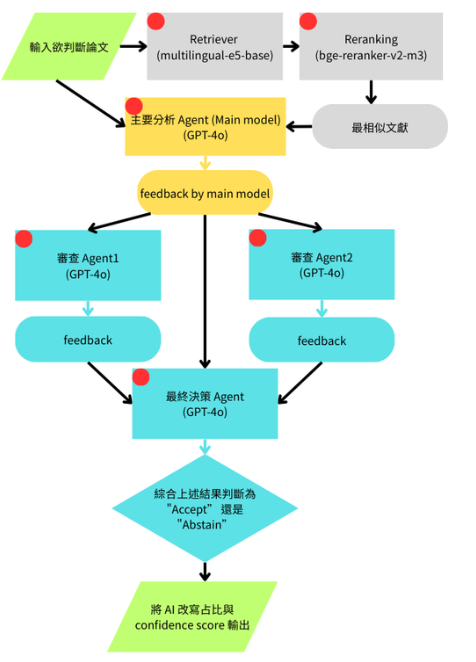 輸入欲判斷論文
Retriever
(multilingual-e5-base)
Reranking
(bge-reranker-v2-m3)
主要分析 Agent (Main model)
(GPT-4o)
最相似文獻
feedback by main model
審查 Agent1
(GPT-4o)
審查 Agent2
(GPT-4o)
feedback
feedback
最終決策 Agent
(GPT-4o)
綜合上述結果判斷為
"Accept" 還是
"Abstain"
將 AI 改寫占比與
confidence score 輸出